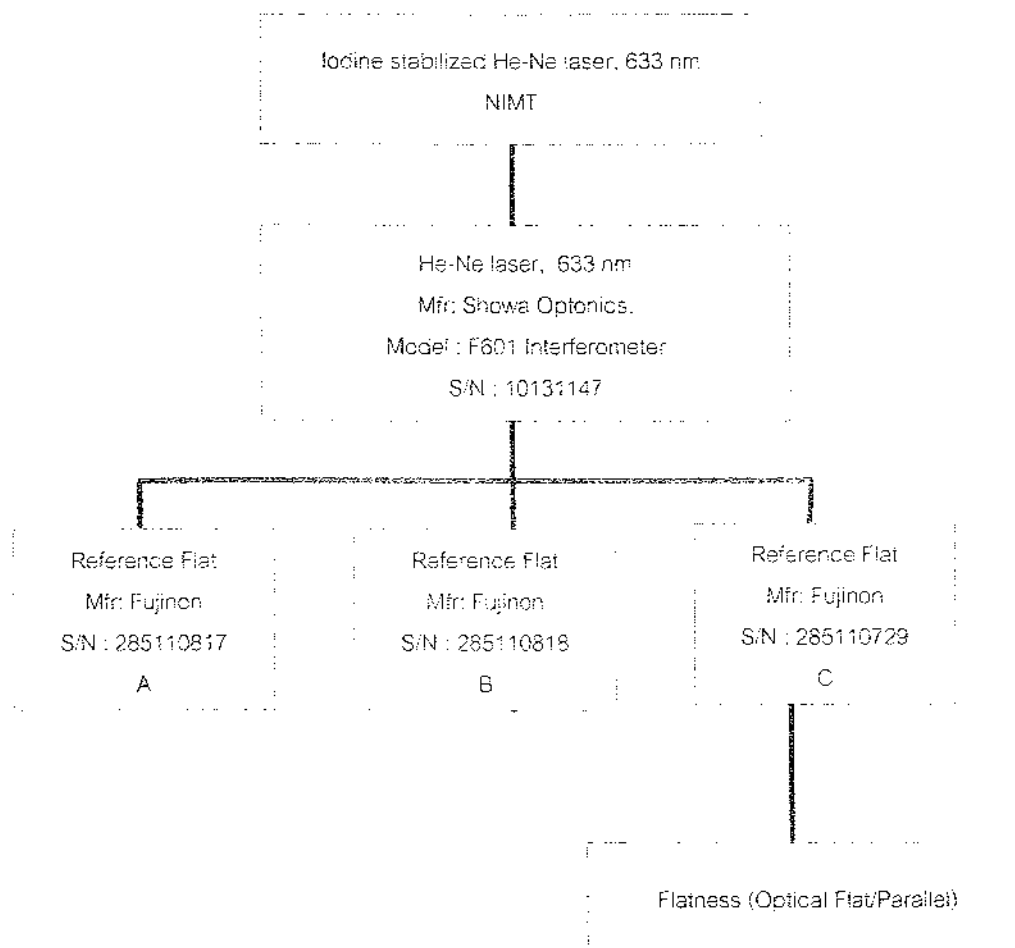 Iodine stabilized He-Ne laser, 633 nm
NIMT
He-Ne laser, 633 nm
Mfr: Showa Optonics.
Model : F601 Interferometer
S/N : 10131147
Reference Flat
Mfr: Fujinon
S/N : 285110817
A
Reference Flat
Mfr: Fujinon
S/N : 285110818
B
Reference Flat
Mfr: Fujinon
S/N : 285110729
C
Flatness (Optical Flat/Parallel)